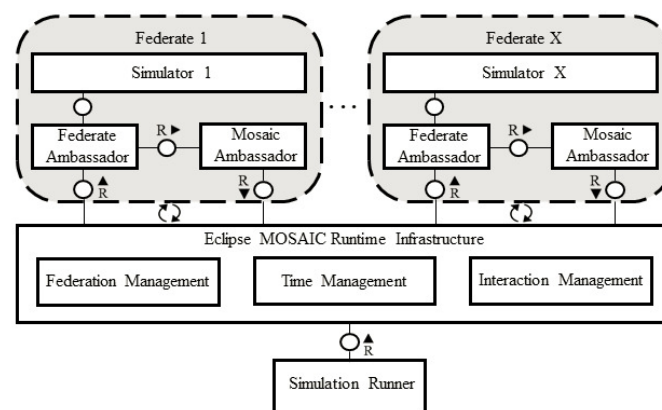 Federate 1
Federate X
Simulator 1
Simulator X
. . .
R ►
R ►
Federate
Ambassador
Mosaic
Ambassador
Federate
Ambassador
Mosaic
Ambassador
▲
R
R
▼
▲
R
R
▼
Eclipse MOSAIC Runtime Infrastructure
Federation Management
Time Management
Interaction Management
▲
R
Simulation Runner